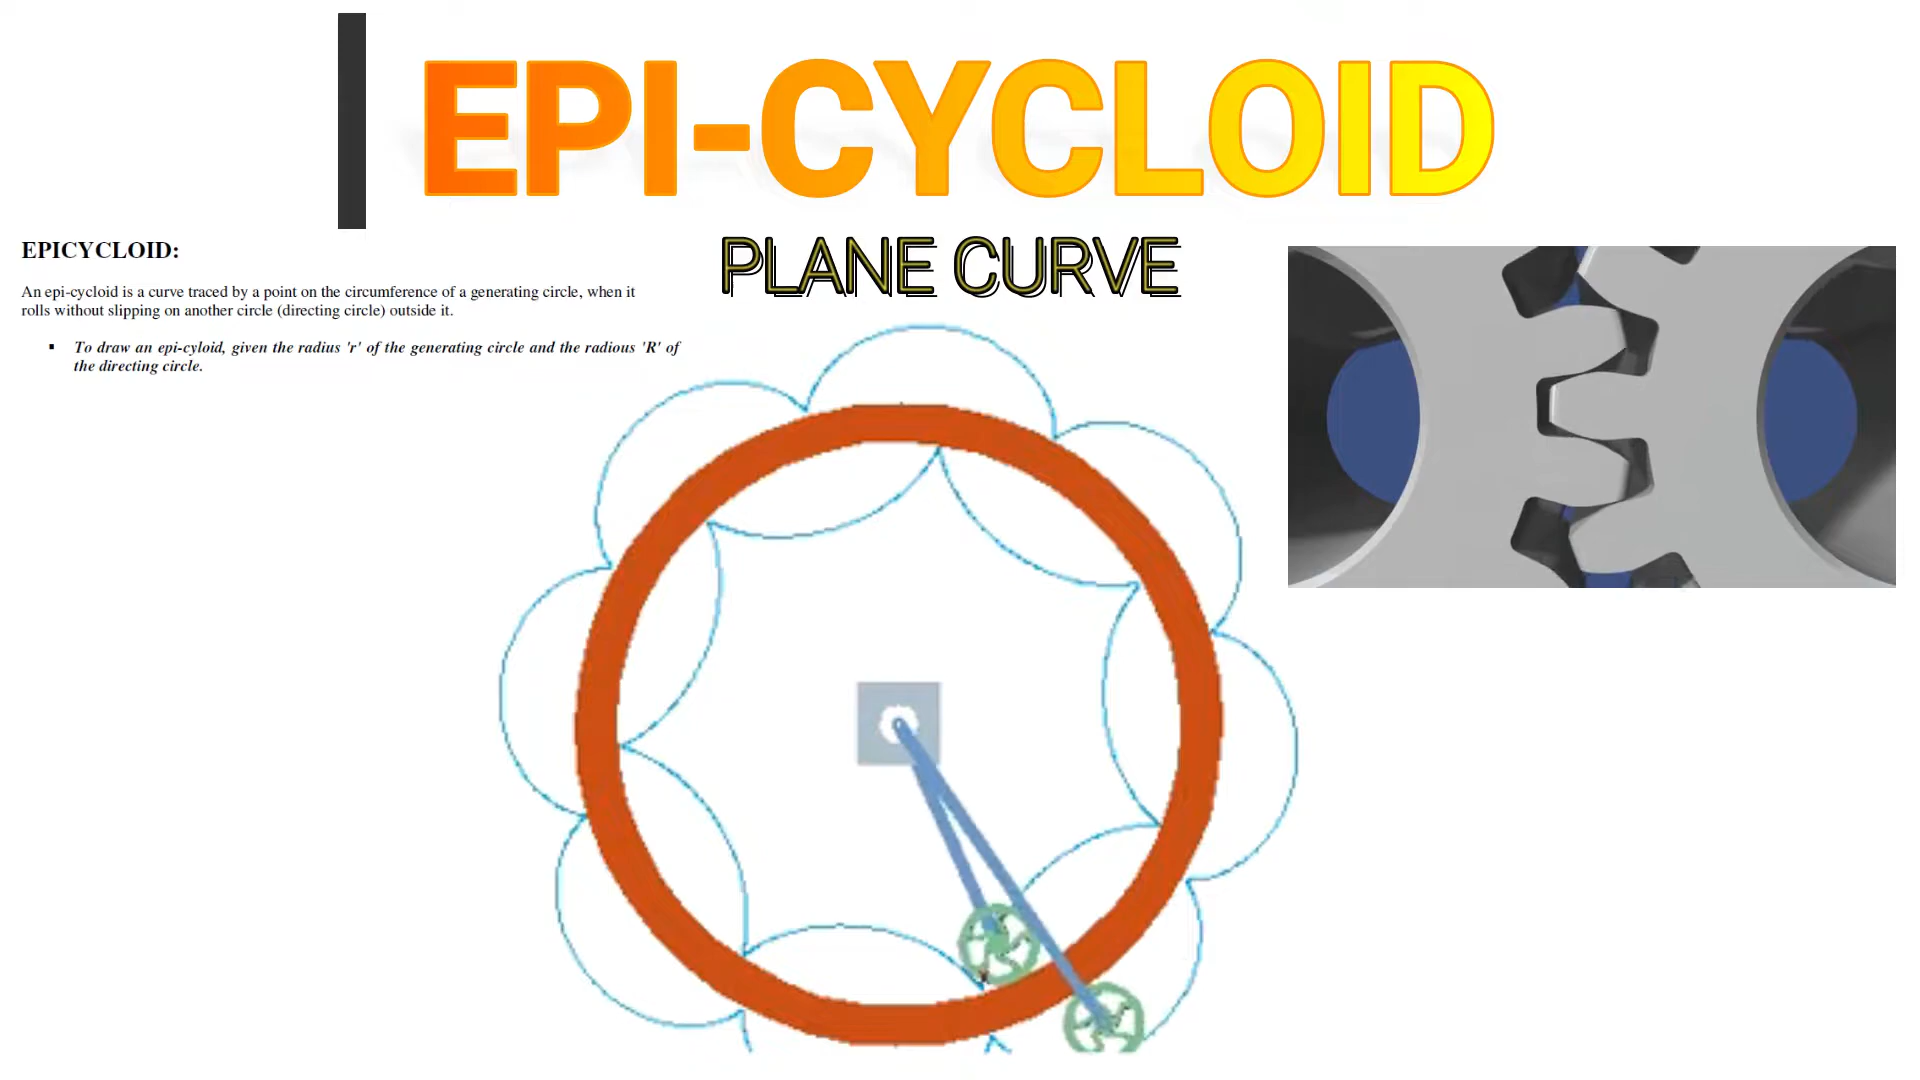 EPI-CYCLOID
PLANE CURVE
EPICYCLOID:
An epi-cycloid is a curve traced by a point on the circumference of a generating circle, when it
rolls without slipping on another circle (directing circle) outside it.
▪ To draw an epi-cyloid, given the radius 'r' of the generating circle and the radious 'R' of
the directing circle.